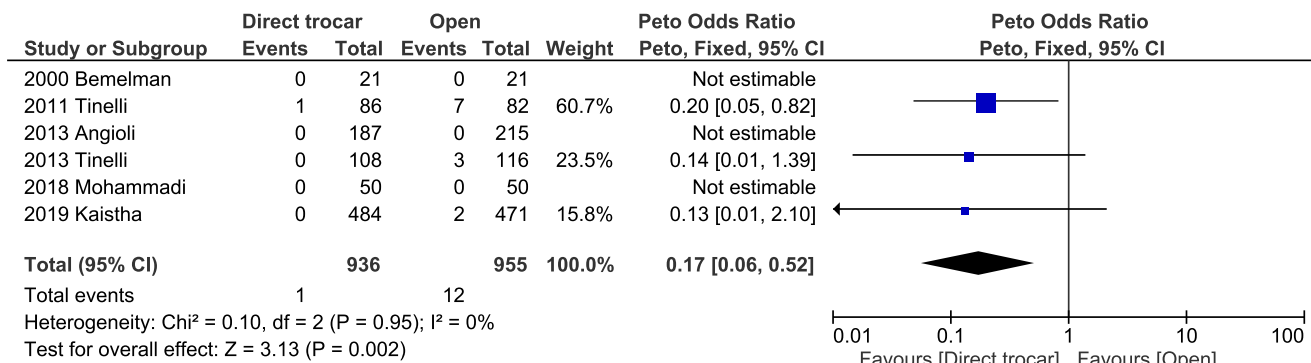 Direct trocar Open Peto Odds Ratio Peto Odds Ratio
Study or Subgroup Events Total Events Total Weight Peto, Fixed, 95% CI Peto, Fixed, 95% CI
2000 Bemelman 0 21 0 21 Not estimable
2011 Tinelli 1 86 7 82 60.7% 0.20 [0.05, 0.82]
2013 Angioli 0 187 0 215 Not estimable
2013 Tinelli 0 108 3 116 23.5% 0.14 [0.01, 1.39]
2018 Mohammadi 0 50 0 50 Not estimable
2019 Kaistha 0 484 2 471 15.8% 0.13 [0.01, 2.10]
Total (95% CI) 936 955 100.0% 0.17 [0.06, 0.52]
Total events 1 12
Heterogeneity: Chi² = 0.10, df = 2 (P = 0.95); I² = 0%
Test for overall effect: Z = 3.13 (P = 0.002)
0.01 0.1 1 10 100
Favours [Direct trocar] Favours [Open]